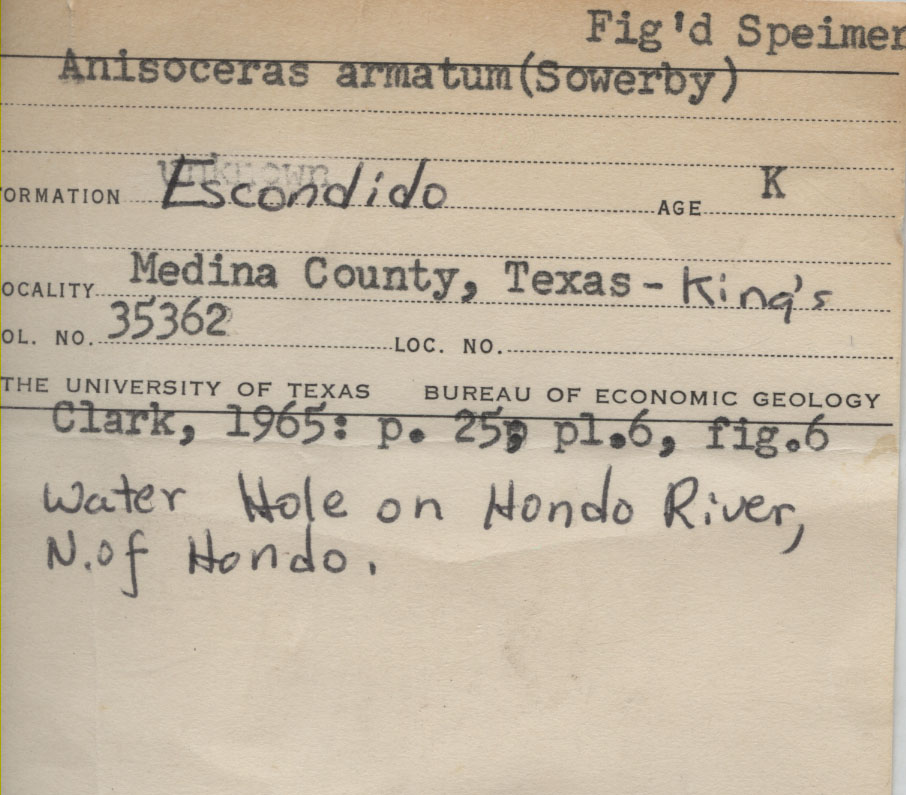 Fig'd Speimen
Anisoceras armatum(Sowerby)
unknown
ORMATION Escondido AGE K
OCALITY Medina County, Texas - King's
OL. NO. 35362 LOC. NO.
THE UNIVERSITY OF TEXAS BUREAU OF ECONOMIC GEOLOGY
Clark, 1965: p. 25, pl.6, fig.6
Water Hole on Hondo River,
N. of Hondo.